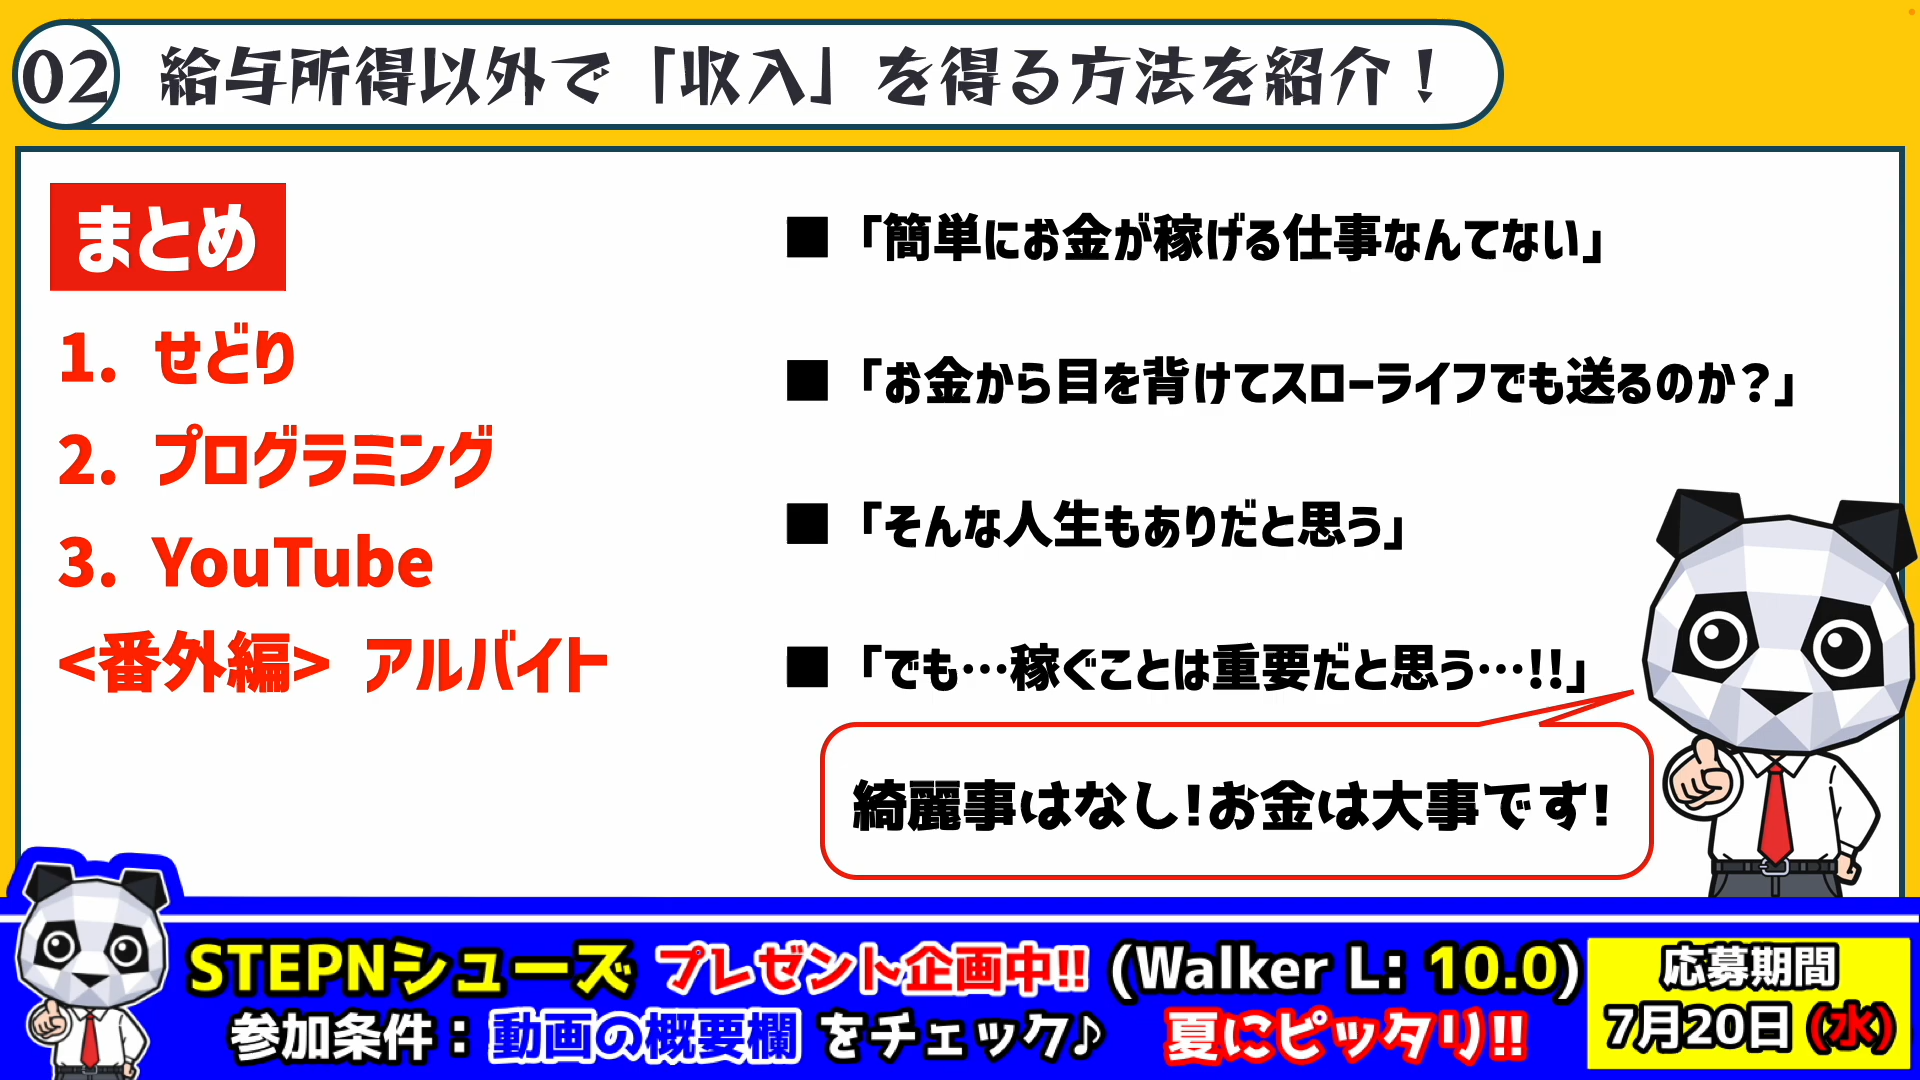 02 給与所得以外で「収入」を得る方法を紹介！
まとめ
1. せどり
2. プログラミング
3. YouTube
<番外編> アルバイト
■「簡単にお金が稼げる仕事なんてない」
■「お金から目を背けてスローライフでも送るのか？」
■「そんな人生もありだと思う」
■「でも…稼ぐことは重要だと思う…!!」
綺麗事はなし!お金は大事です!
STEPNシューズ プレゼント企画中!! (Walker L: 10.0)
参加条件：動画の概要欄 をチェック♪ 夏にピッタリ!!
応募期間
7月20日 (水)